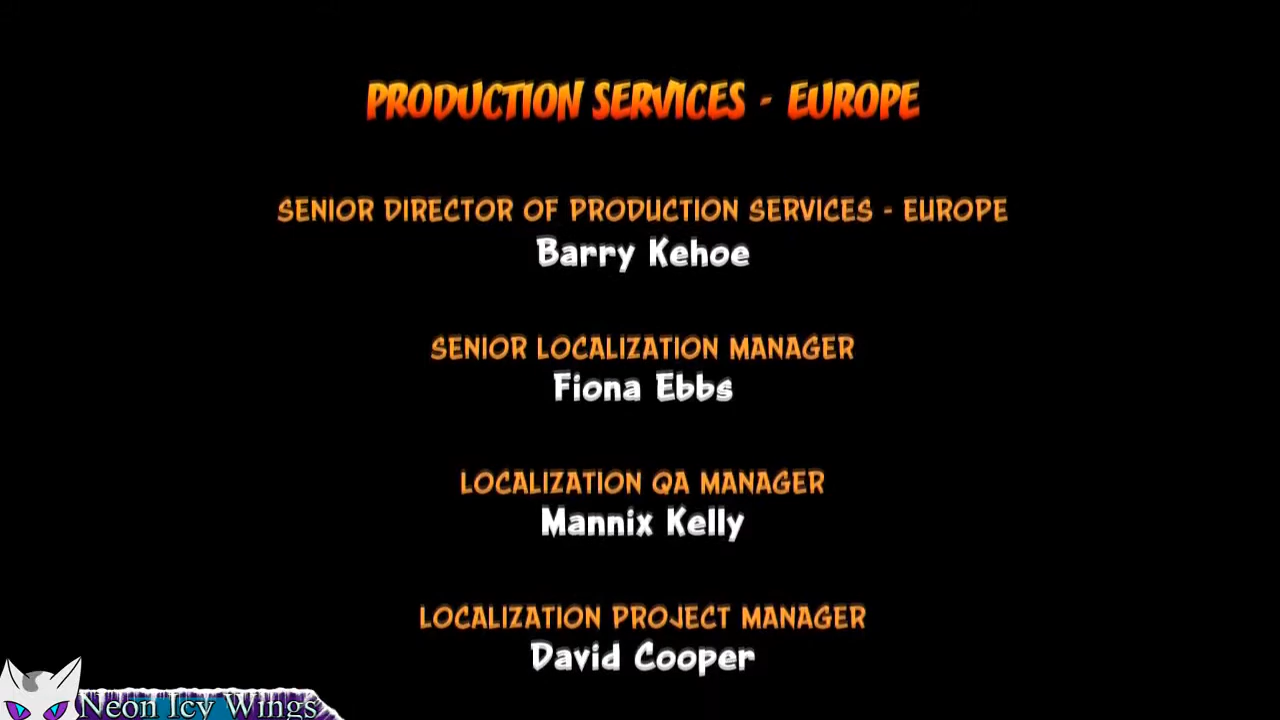 PRODUCTION SERVICES - EUROPE
SENIOR DIRECTOR OF PRODUCTION SERVICES - EUROPE
Barry Kehoe
SENIOR LOCALIZATION MANAGER
Fiona Ebbs
LOCALIZATION QA MANAGER
Mannix Kelly
LOCALIZATION PROJECT MANAGER
David Cooper
Neon Icy Wings